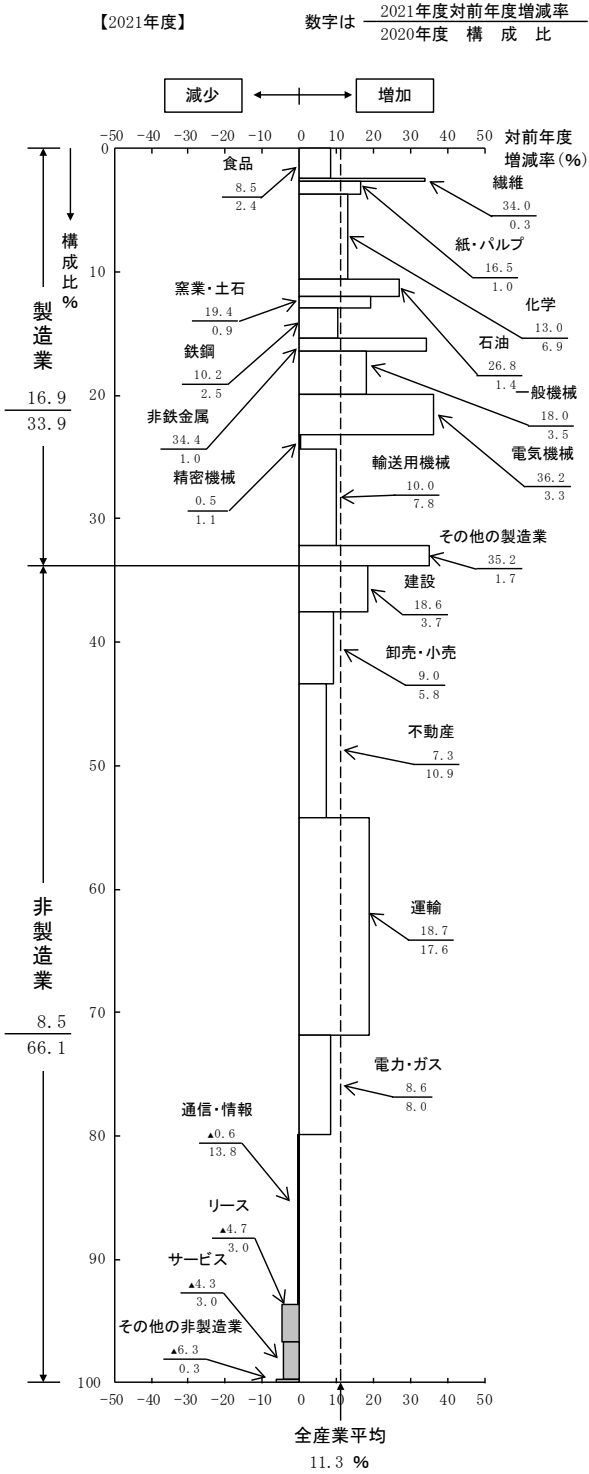 【2021年度】
数字は 2021年度対前年度増減率
2020年度 構 成 比
減少
増加
-50 -40 -30 -20 -10 0 10 20 30 40 50
対前年度
増減率(%)
0
10
20
30
40
50
60
70
80
90
100
構成比%
製造業
16.9
33.9
非製造業
8.5
66.1
食品
8.5
2.4
繊維
34.0
0.3
紙・パルプ
16.5
1.0
化学
13.0
6.9
石油
26.8
1.4
窯業・土石
19.4
0.9
鉄鋼
10.2
2.5
非鉄金属
34.4
1.0
一般機械
18.0
3.5
電気機械
36.2
3.3
精密機械
0.5
1.1
輸送用機械
10.0
7.8
その他の製造業
35.2
1.7
建設
18.6
3.7
卸売・小売
9.0
5.8
不動産
7.3
10.9
運輸
18.7
17.6
電力・ガス
8.6
8.0
通信・情報
▲0.6
13.8
リース
▲4.7
3.0
サービス
▲4.3
3.0
その他の非製造業
▲6.3
0.3
-50 -40 -30 -20 -10 0 10 20 30 40 50
全産業平均
11.3 %